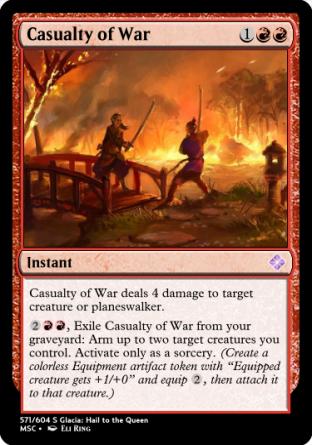 Casualty of War 1
Instant
Casualty of War deals 4 damage to target
creature or planeswalker.
2, Exile Casualty of War from your
graveyard: Arm up to two target creatures you
control. Activate only as a sorcery. (Create a
colorless Equipment artifact token with "Equipped
creature gets +1/+0" and equip 2, then attach it
to that creature.)
571/604 S Glacia: Hail to the Queen
MSC • Eli Ring